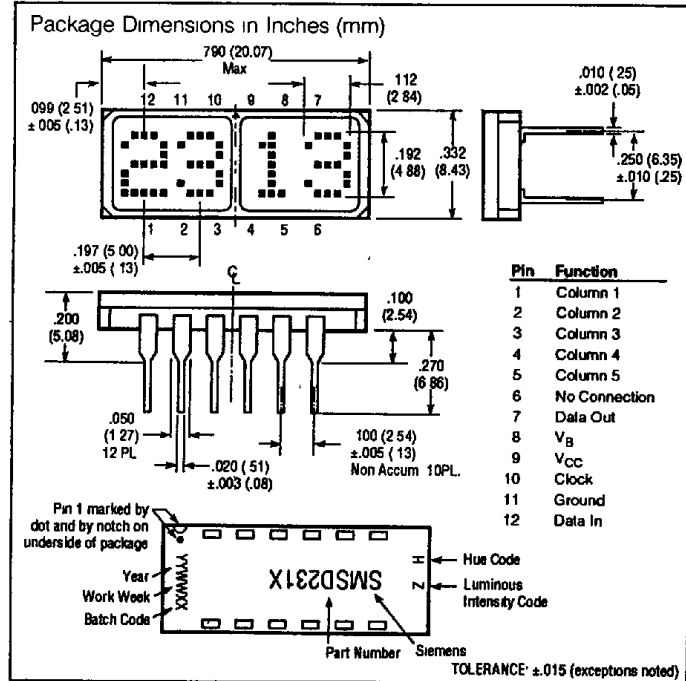 Package Dimensions in Inches (mm)
790 (20.07)
Max
.112
(2 84)
099 (2 51)
±005 (.13)
12 11 10 9 8 7
2313
.192
(4 88)
.332
(8.43)
1 2 3 4 5 6
.197 (5 00)
±.005 ( 13)
.010 ( 25)
±.002 (.05)
.250 (6.35)
±.010 (.25)
℄
.200
(5.08)
.100
(2.54)
.270
(6 86)
.050
(1 27)
12 PL
.020 ( 51)
±.003 (.08)
100 (2 54)
±.005 ( 13)
Non Accum 10PL.
Pin Function
1 Column 1
2 Column 2
3 Column 3
4 Column 4
5 Column 5
6 No Connection
7 Data Out
8 VB
9 VCC
10 Clock
11 Ground
12 Data In
Pin 1 marked by
dot and by notch on
underside of package
Year
Work Week
Batch Code
YYWWXX
SMSD231X
H
Z
Hue Code
Luminous
Intensity Code
Part Number
Siemens
TOLERANCE: ±.015 (exceptions noted)